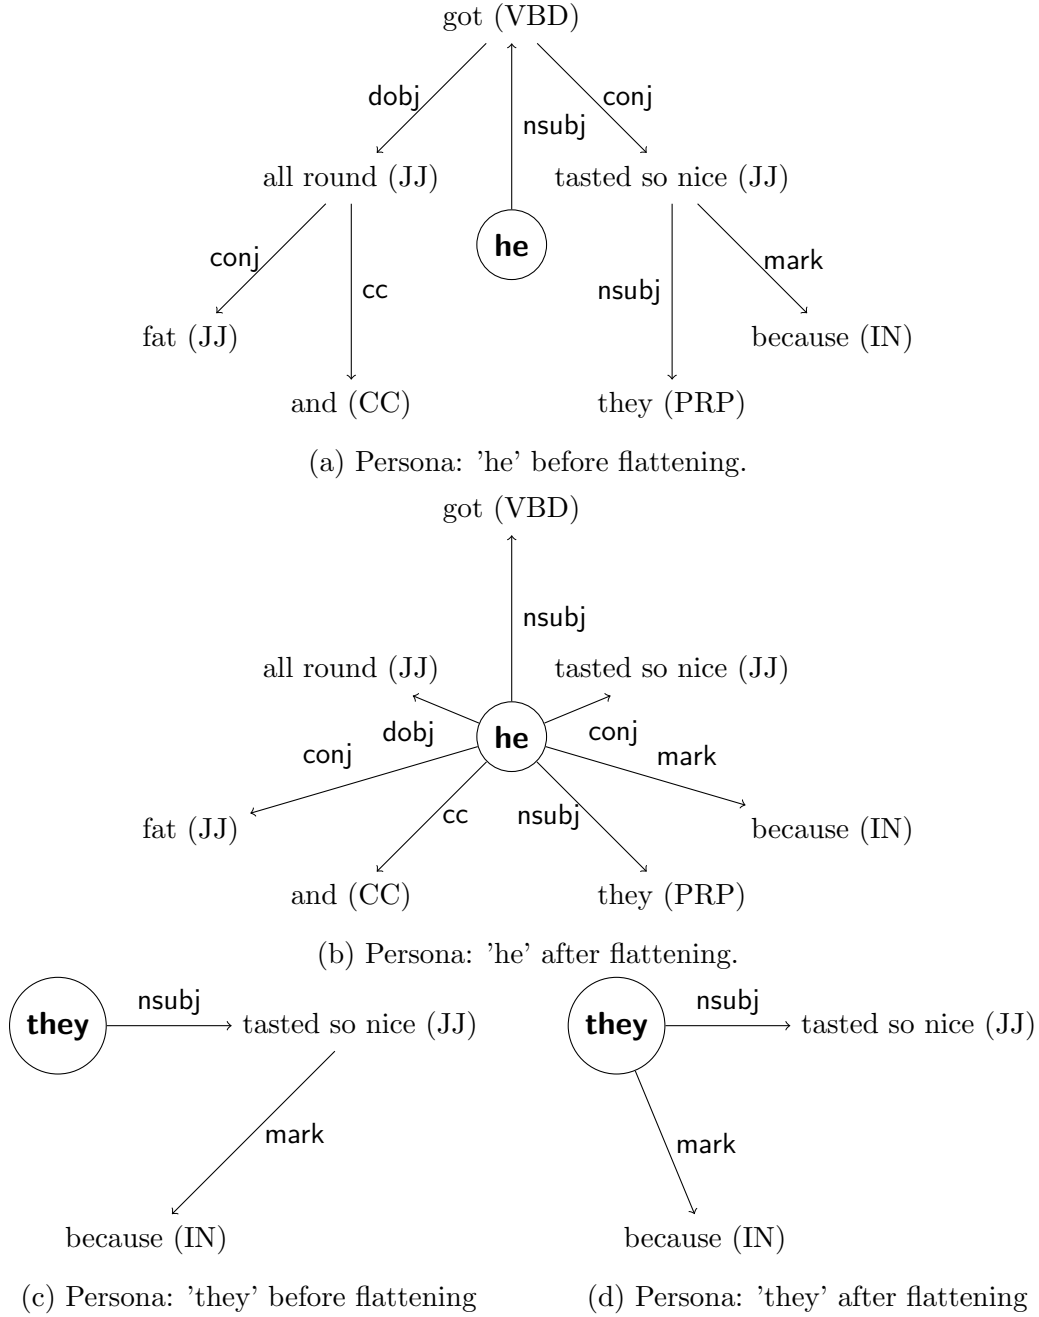 got (VBD)
dobj
conj
nsubj
all round (JJ)
tasted so nice (JJ)
he
conj
cc
nsubj
mark
fat (JJ)
because (IN)
and (CC)
they (PRP)
(a) Persona: 'he' before flattening.
got (VBD)
nsubj
all round (JJ)
tasted so nice (JJ)
he
dobj
conj
conj
mark
cc
nsubj
fat (JJ)
because (IN)
and (CC)
they (PRP)
(b) Persona: 'he' after flattening.
they
nsubj
tasted so nice (JJ)
mark
because (IN)
(c) Persona: 'they' before flattening
they
nsubj
tasted so nice (JJ)
mark
because (IN)
(d) Persona: 'they' after flattening